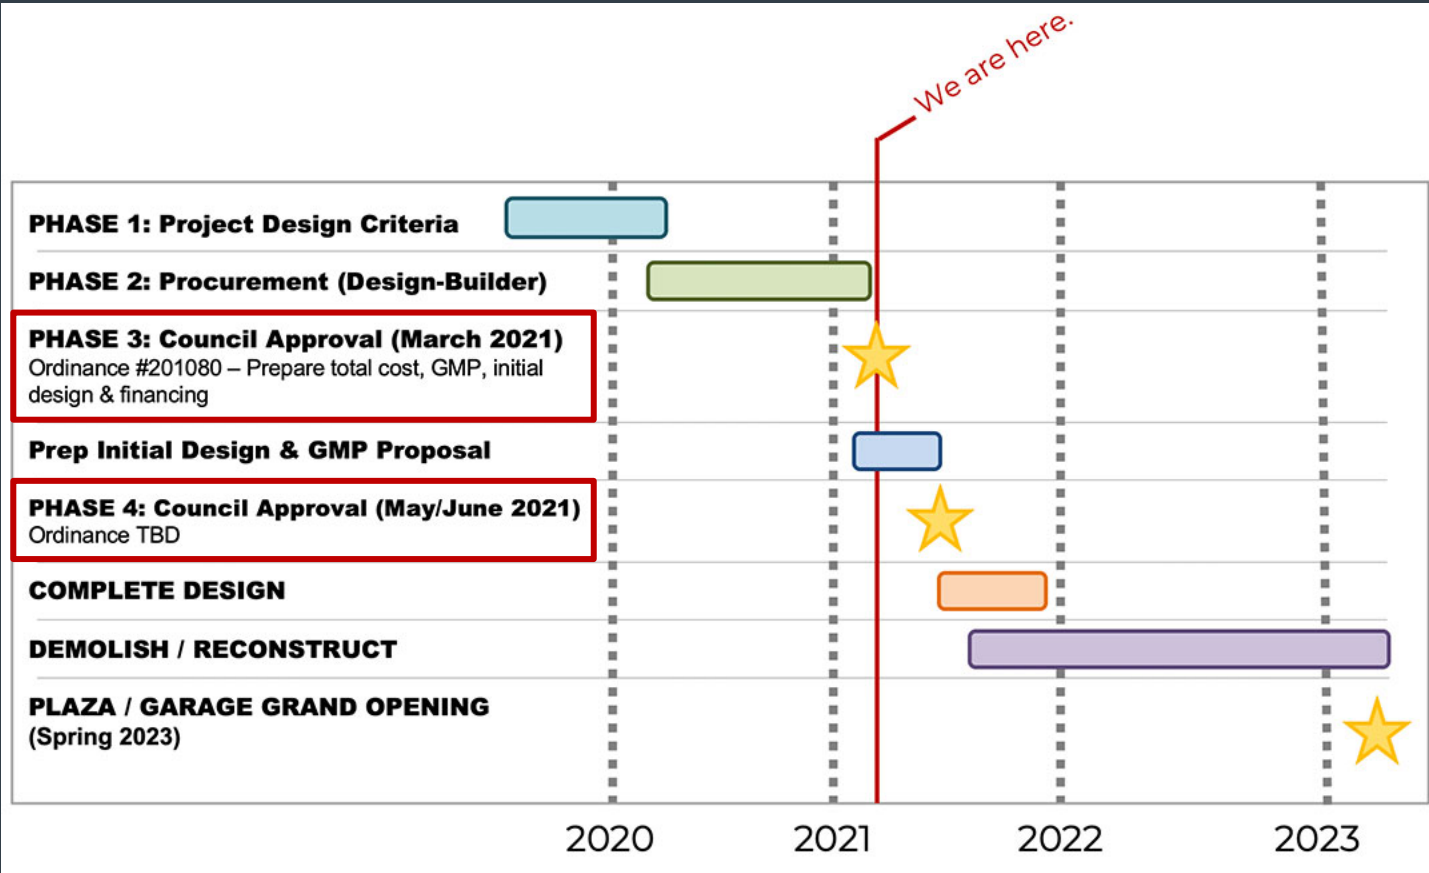 We are here.
PHASE 1: Project Design Criteria
PHASE 2: Procurement (Design-Builder)
PHASE 3: Council Approval (March 2021)
Ordinance #201080 – Prepare total cost, GMP, initial
design & financing
Prep Initial Design & GMP Proposal
PHASE 4: Council Approval (May/June 2021)
Ordinance TBD
COMPLETE DESIGN
DEMOLISH / RECONSTRUCT
PLAZA / GARAGE GRAND OPENING
(Spring 2023)
2020 2021 2022 2023